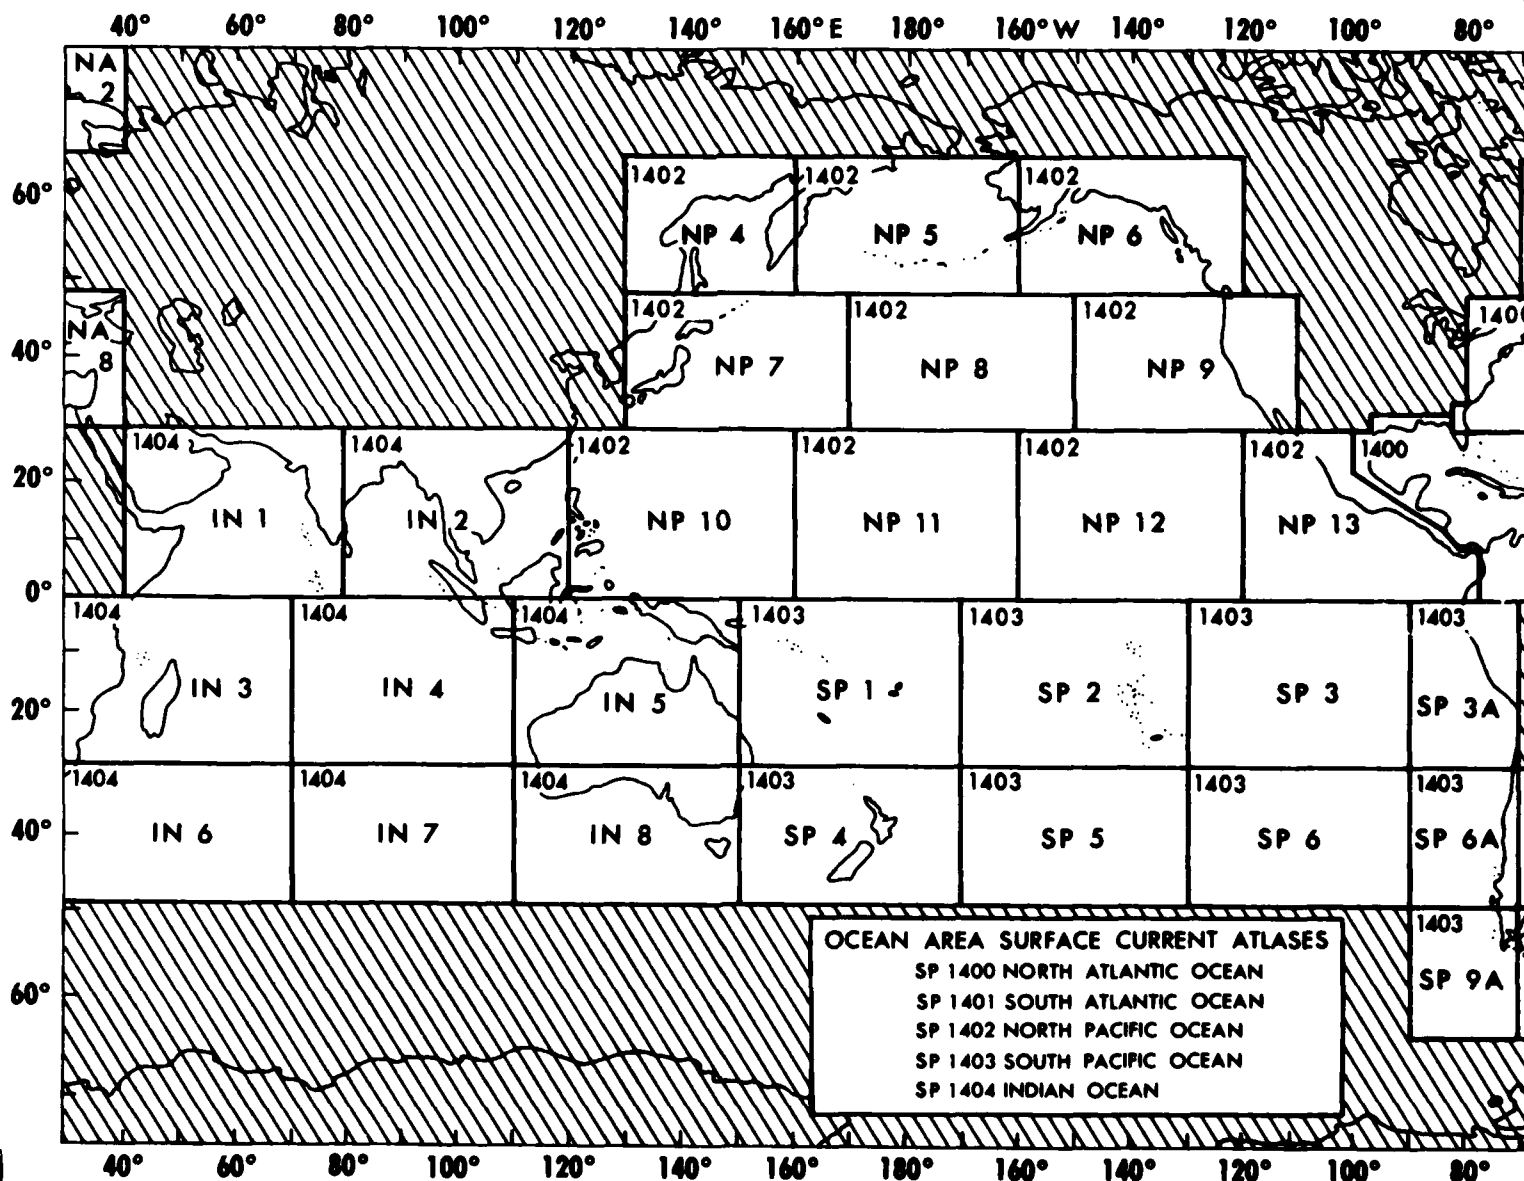 40° 60° 80° 100° 120° 140° 160° E 180° 160° W 140° 120° 100° 80°
NA
2
60°
1402 1402 1402
NP 4 NP 5 NP 6
1402 1402 1402 1400
NA
8
40°
NP 7 NP 8 NP 9
1404 1404 1402 1402 1402 1402 1400
20°
IN 1 IN 2 NP 10 NP 11 NP 12 NP 13
0°
1404 1404 1404 1403 1403 1403 1403
IN 3 IN 4 IN 5 SP 1 SP 2 SP 3 SP 3A
20°
1404 1404 1404 1403 1403 1403 1403
40°
IN 6 IN 7 IN 8 SP 4 SP 5 SP 6 SP 6A
1403
OCEAN AREA SURFACE CURRENT ATLASES
SP 1400 NORTH ATLANTIC OCEAN
SP 1401 SOUTH ATLANTIC OCEAN
SP 1402 NORTH PACIFIC OCEAN
SP 1403 SOUTH PACIFIC OCEAN
SP 1404 INDIAN OCEAN
60°
SP 9A
40° 60° 80° 100° 120° 140° 160° 180° 160° W 140° 120° 100° 80°